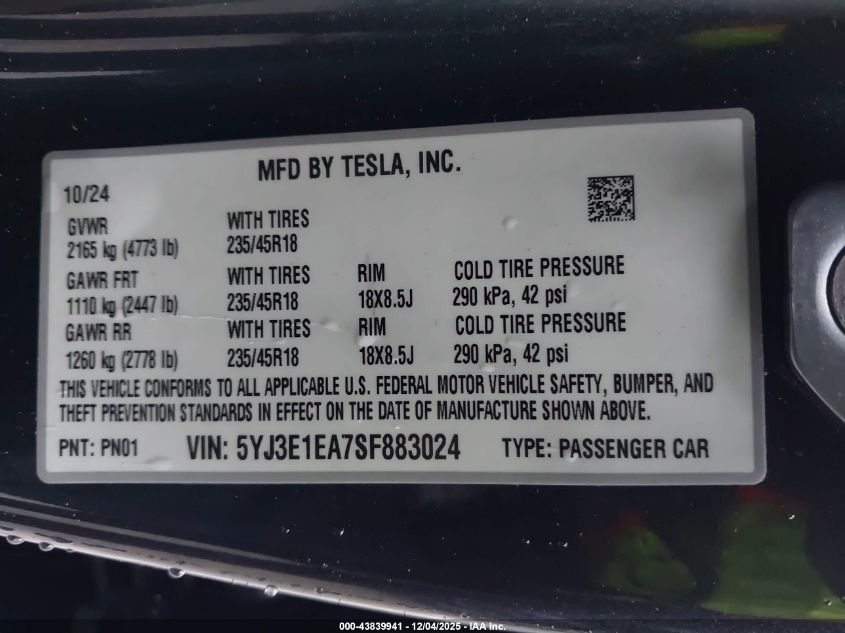 MFD BY TESLA, INC.
10/24
GVWR WITH TIRES
2165 kg (4773 lb) 235/45R18
GAWR FRT WITH TIRES RIM COLD TIRE PRESSURE
1110 kg (2447 lb) 235/45R18 18X8.5J 290 kPa, 42 psi
GAWR RR WITH TIRES RIM COLD TIRE PRESSURE
1260 kg (2778 lb) 235/45R18 18X8.5J 290 kPa, 42 psi
THIS VEHICLE CONFORMS TO ALL APPLICABLE U.S. FEDERAL MOTOR VEHICLE SAFETY, BUMPER, AND
THEFT PREVENTION STANDARDS IN EFFECT ON THE DATE OF MANUFACTURE SHOWN ABOVE.
PNT: PN01 VIN: 5YJ3E1EA7SF883024 TYPE: PASSENGER CAR
000-43839941 - 12/04/2025 - IAA Inc.